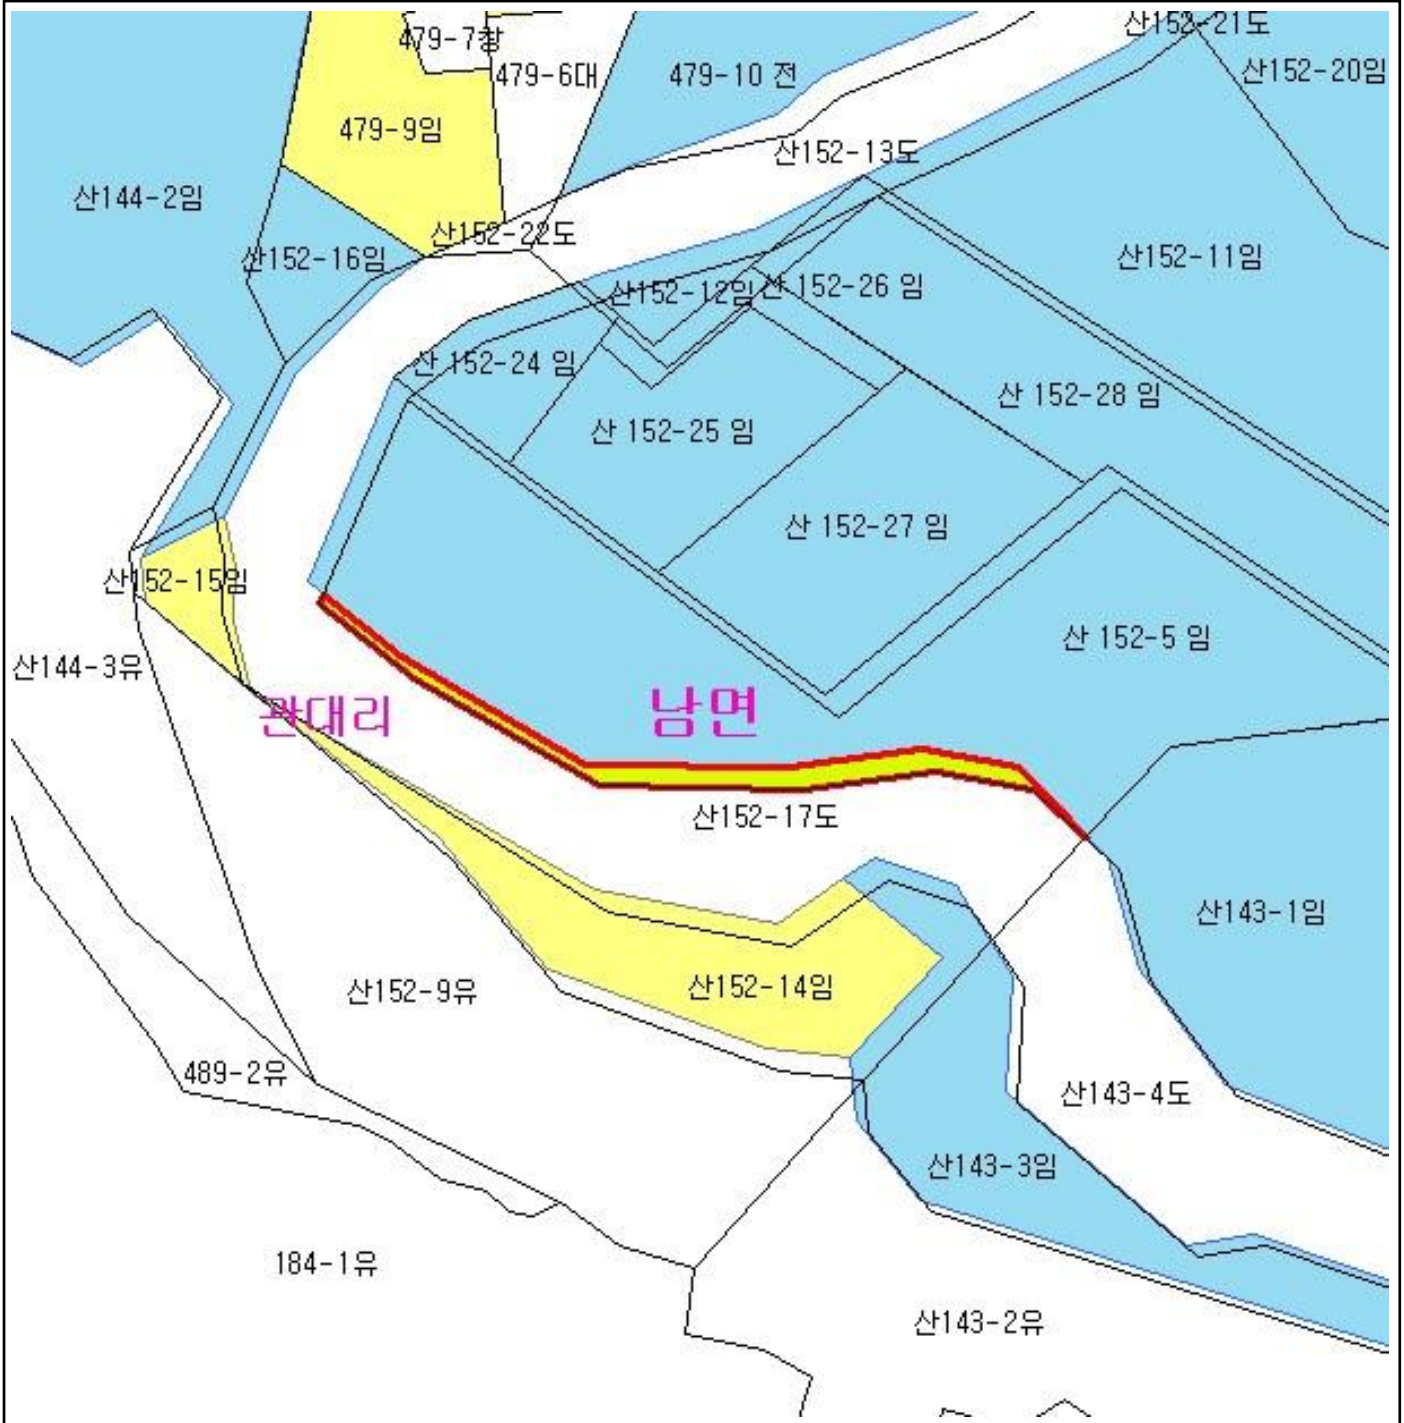 산152-21도
479-7창
479-6대
479-10 전
산152-20임
479-9임
산152-13도
산144-2임
산152-22도
산152-16임
산152-11임
산152-12임
산 152-26 임
산 152-24 임
산 152-28 임
산 152-25 임
산 152-27 임
산152-15임
산 152-5 임
산144-3유
관대리
남면
산152-17도
산143-1임
산152-14임
산152-9유
489-2유
산143-4도
산143-3임
184-1유
산143-2유